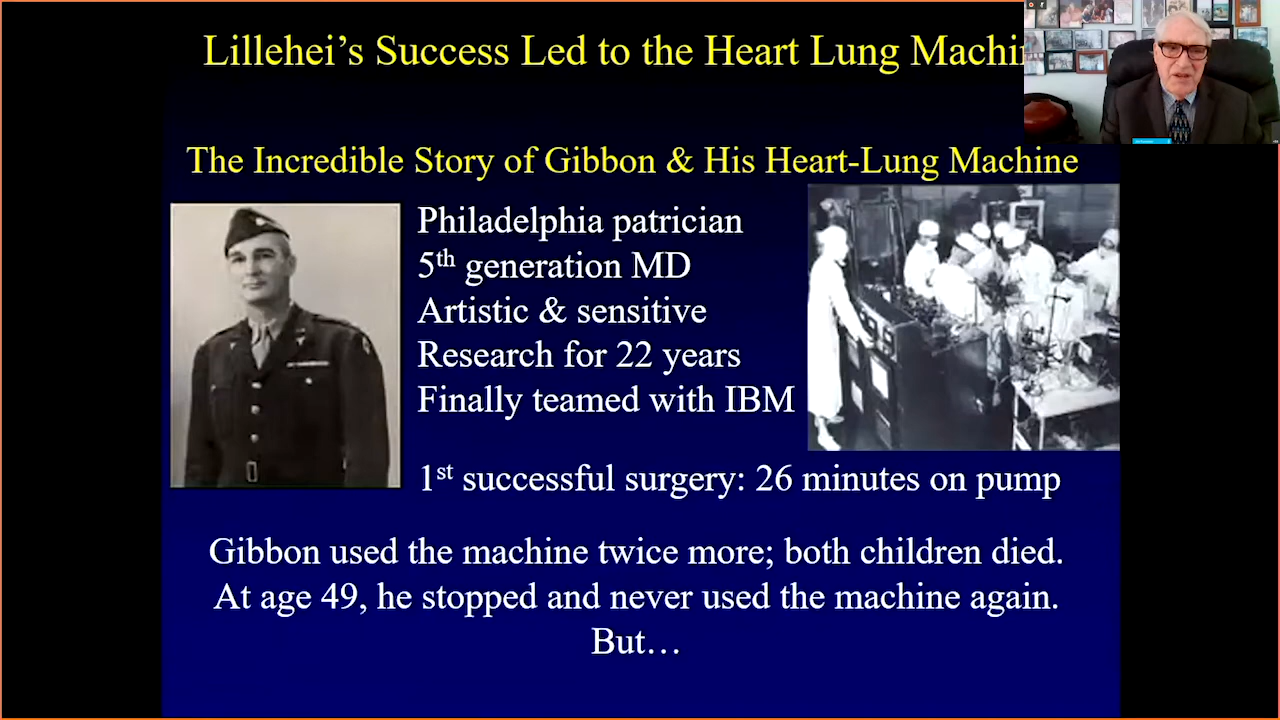 Lillehei’s Success Led to the Heart Lung
The Incredible Story of Gibbon & His Heart-Lung Machine
Philadelphia patrician
5th generation MD
Artistic & sensitive
Research for 22 years
Finally teamed with IBM
1st successful surgery: 26 minutes on pump
Gibbon used the machine twice more; both children died.
At age 49, he stopped and never used the machine again.
But…